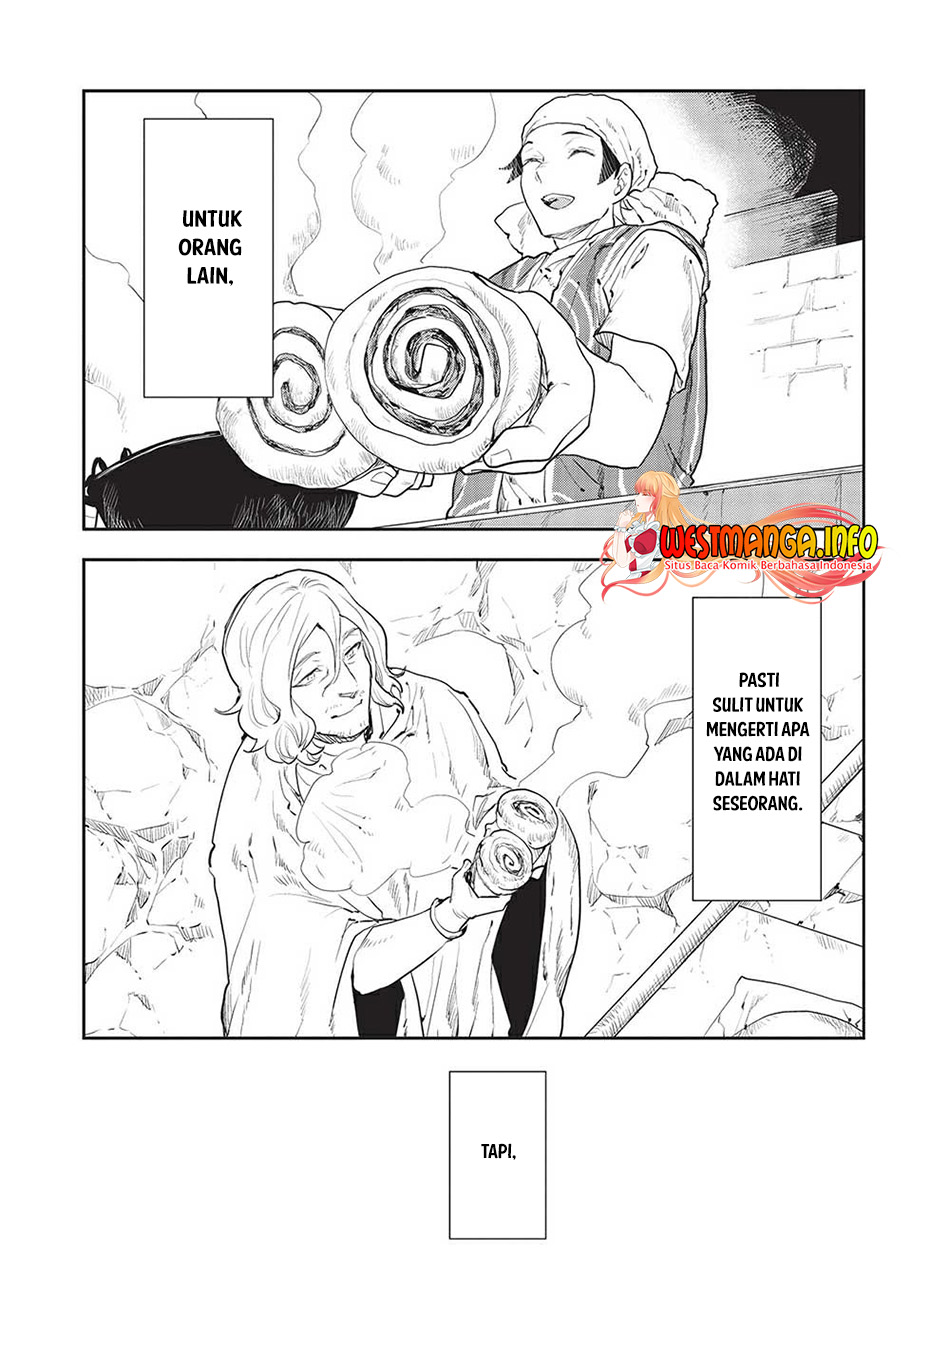 UNTUK
ORANG
LAIN,
WESTMANGA.INFO
Situs Baca Komik Berbahasa Indonesia
PASTI
SULIT UNTUK
MENGERTI APA
YANG ADA DI
DALAM HATI
SESEORANG.
TAPI,